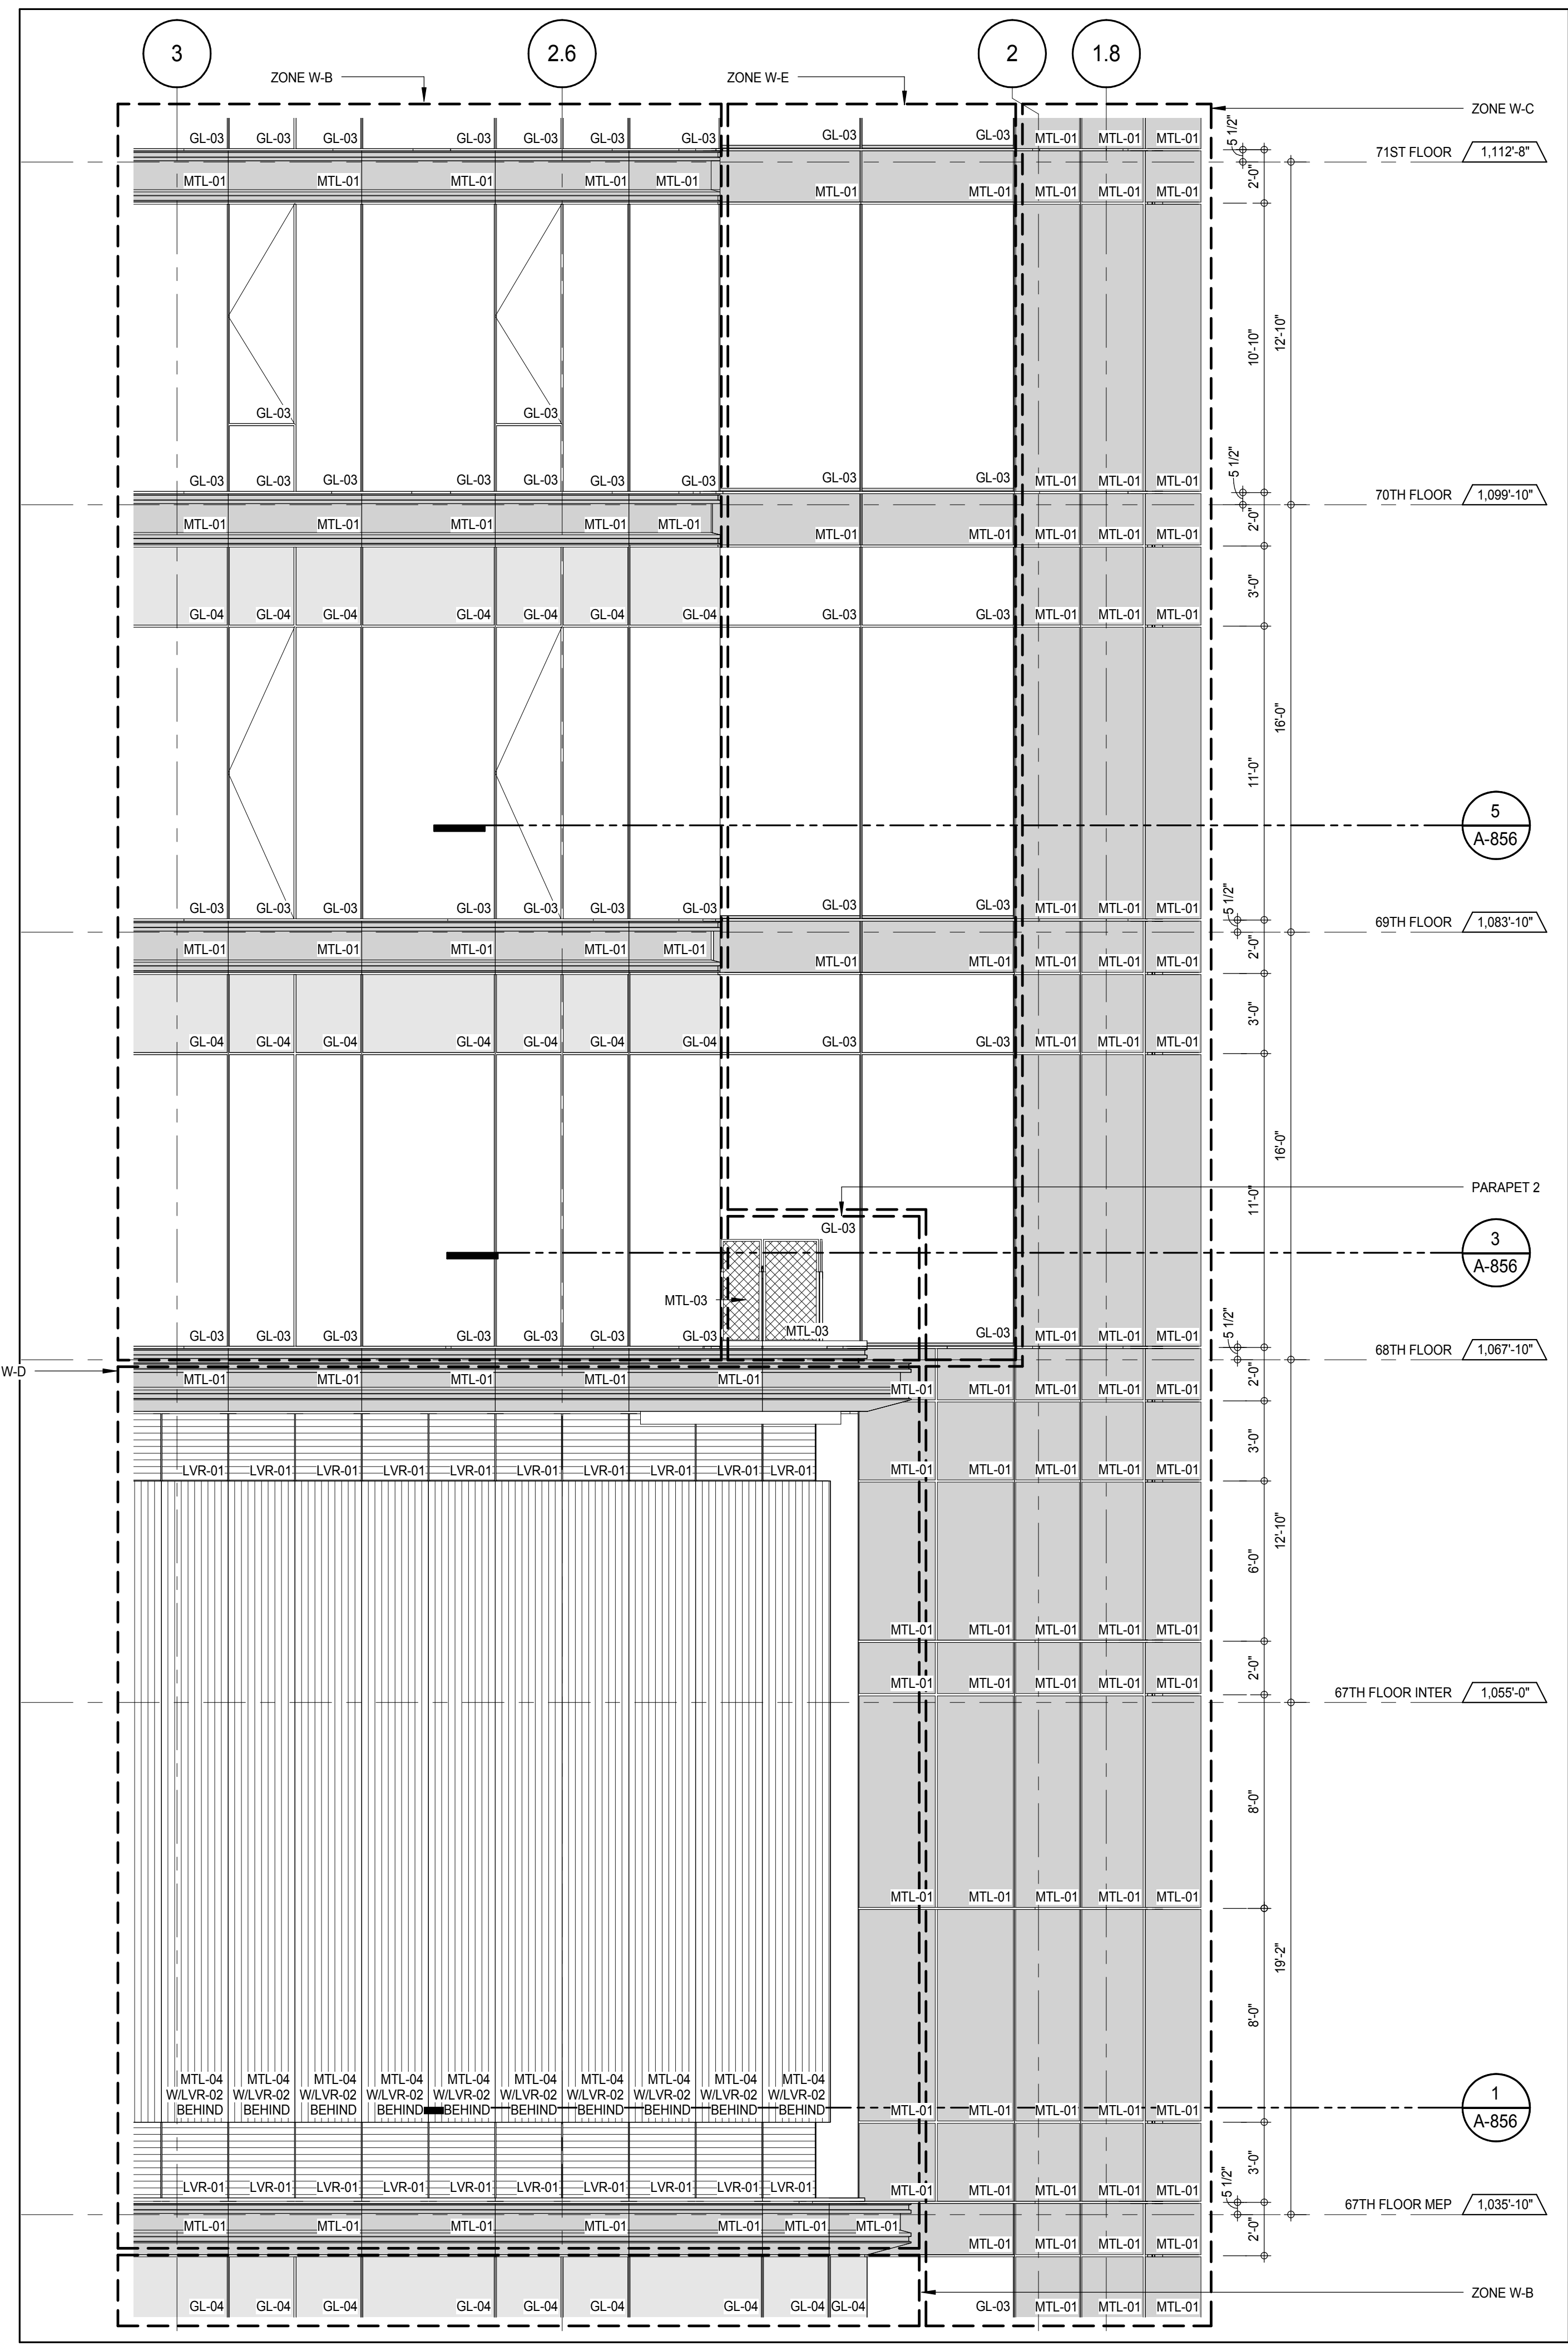 3 2.6 2 1.8
ZONE W-B ZONE W-E
ZONE W-C
GL-03 GL-03 GL-03 GL-03 GL-03 GL-03 GL-03 GL-03 GL-03 MTL-01 MTL-01 MTL-01 5 1/2"
71ST FLOOR 1,112'-8"
MTL-01 MTL-01 MTL-01 MTL-01 MTL-01 MTL-01 MTL-01 MTL-01 MTL-01 MTL-01 2'-0"
10'-10" 12'-10"
GL-03 GL-03
GL-03 GL-03 GL-03 GL-03 GL-03 GL-03 GL-03 GL-03 GL-03 MTL-01 MTL-01 MTL-01 5 1/2"
70TH FLOOR 1,099'-10"
MTL-01 MTL-01 MTL-01 MTL-01 MTL-01 MTL-01 MTL-01 MTL-01 MTL-01 MTL-01 2'-0"
3'-0"
GL-04 GL-04 GL-04 GL-04 GL-04 GL-04 GL-04 GL-03 GL-03 MTL-01 MTL-01 MTL-01
16'-0"
11'-0"
5
A-856
GL-03 GL-03 GL-03 GL-03 GL-03 GL-03 GL-03 GL-03 GL-03 MTL-01 MTL-01 MTL-01 5 1/2"
69TH FLOOR 1,083'-10"
MTL-01 MTL-01 MTL-01 MTL-01 MTL-01 MTL-01 MTL-01 MTL-01 MTL-01 MTL-01 2'-0"
3'-0"
GL-04 GL-04 GL-04 GL-04 GL-04 GL-04 GL-04 GL-03 GL-03 MTL-01 MTL-01 MTL-01
16'-0"
PARAPET 2
11'-0"
GL-03
3
A-856
MTL-03
MTL-03
GL-03 GL-03 GL-03 GL-03 GL-03 GL-03 GL-03 GL-03 MTL-01 MTL-01 MTL-01 5 1/2"
68TH FLOOR 1,067'-10"
W-D
MTL-01 MTL-01 MTL-01 MTL-01 MTL-01 MTL-01 MTL-01 MTL-01 MTL-01 MTL-01 2'-0"
3'-0"
LVR-01 LVR-01 LVR-01 LVR-01 LVR-01 LVR-01 LVR-01 LVR-01 LVR-01 LVR-01 MTL-01 MTL-01 MTL-01 MTL-01 MTL-01
12'-10"
6'-0"
MTL-01 MTL-01 MTL-01 MTL-01 MTL-01
2'-0"
MTL-01 MTL-01 MTL-01 MTL-01 MTL-01
67TH FLOOR INTER 1,055'-0"
8'-0"
MTL-01 MTL-01 MTL-01 MTL-01 MTL-01
19'-2"
8'-0"
MTL-04 MTL-04 MTL-04 MTL-04 MTL-04 MTL-04 MTL-04 MTL-04 MTL-04 MTL-04
W/LVR-02 W/LVR-02 W/LVR-02 W/LVR-02 W/LVR-02 W/LVR-02 W/LVR-02 W/LVR-02 W/LVR-02 W/LVR-02
BEHIND BEHIND BEHIND BEHIND BEHIND BEHIND BEHIND BEHIND BEHIND BEHIND MTL-01 MTL-01 MTL-01 MTL-01 MTL-01
1
A-856
3'-0"
LVR-01 LVR-01 LVR-01 LVR-01 LVR-01 LVR-01 LVR-01 LVR-01 LVR-01 LVR-01 MTL-01 MTL-01 MTL-01 MTL-01 MTL-01 5 1/2"
67TH FLOOR MEP 1,035'-10"
MTL-01 MTL-01 MTL-01 MTL-01 MTL-01 MTL-01 MTL-01 2'-0"
MTL-01 MTL-01 MTL-01 MTL-01
ZONE W-B
GL-04 GL-04 GL-04 GL-04 GL-04 GL-04 GL-04 GL-04 GL-04 GL-03 MTL-01 MTL-01 MTL-01